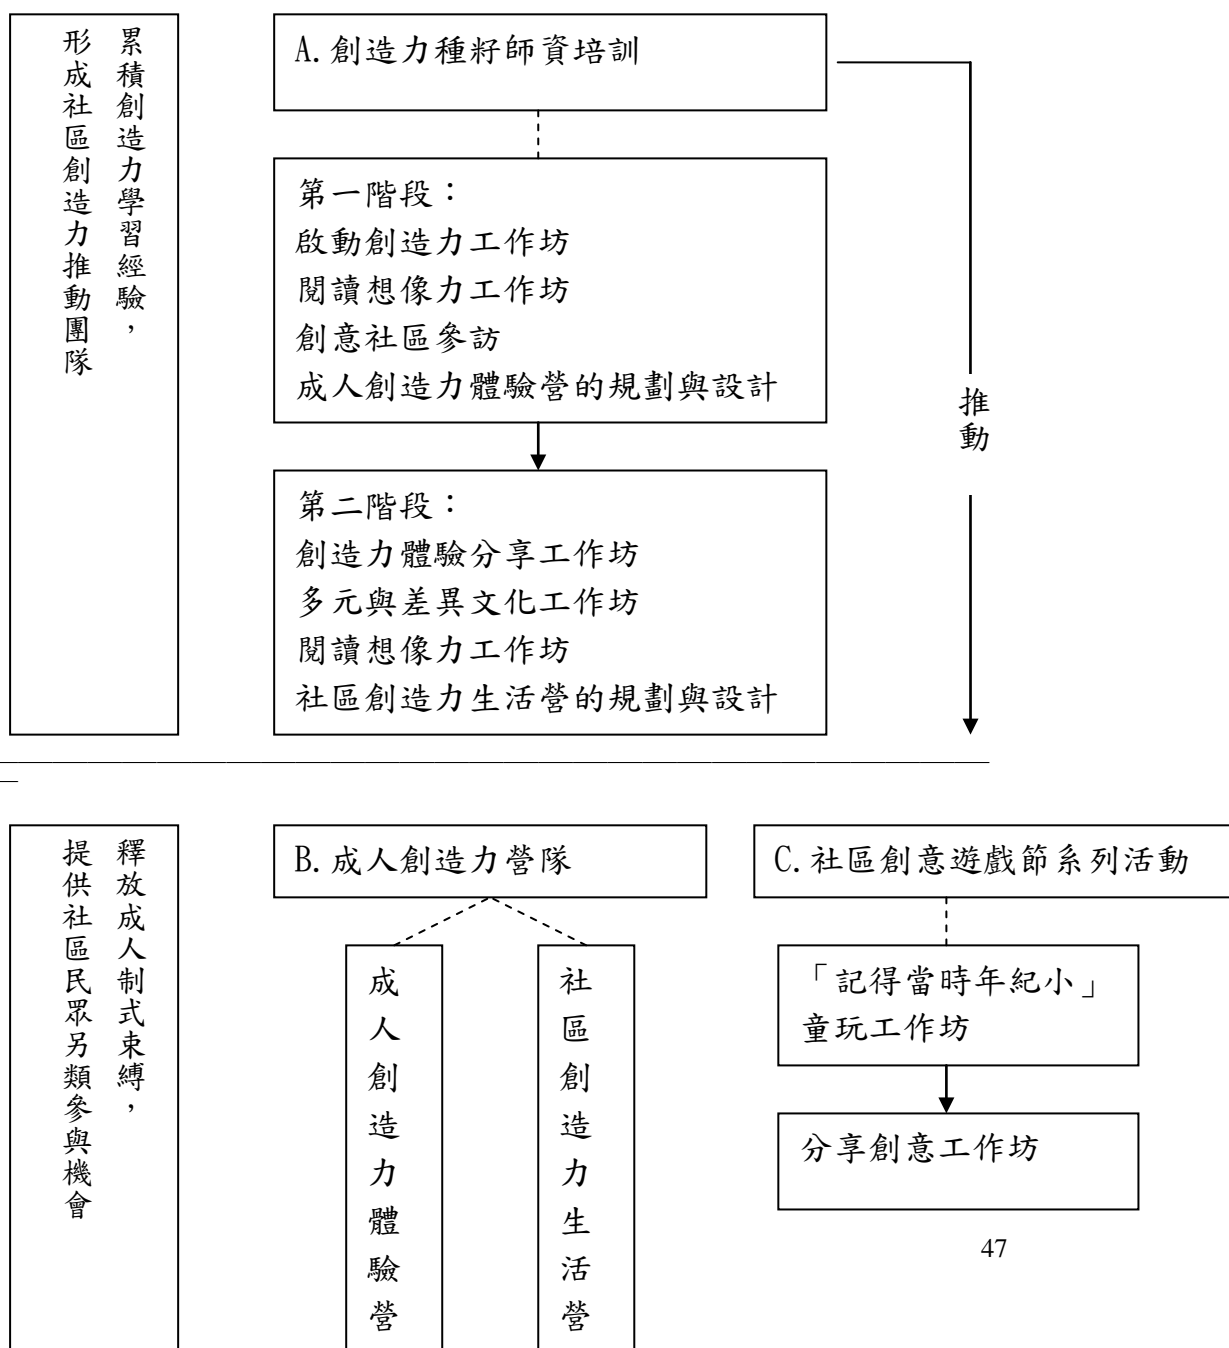 累積創造力學習經驗，
形成社區創造力推動團隊
A.創造力種籽師資培訓
第一階段：
啟動創造力工作坊
閱讀想像力工作坊
創意社區參訪
成人創造力體驗營的規劃與設計
第二階段：
創造力體驗分享工作坊
多元與差異文化工作坊
閱讀想像力工作坊
社區創造力生活營的規劃與設計
推動
釋放成人制式束縛，
提供社區民眾另類參與機會
B.成人創造力營隊
成人創造力體驗營
社區創造力生活營
C.社區創意遊戲節系列活動
「記得當時年紀小」
童玩工作坊
分享創意工作坊
47